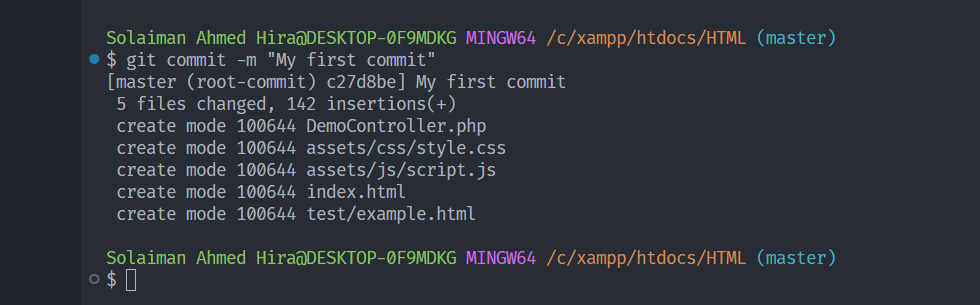 Solaiman Ahmed Hira@DESKTOP-0F9MDKG MINGW64 /c/xampp/htdocs/HTML (master)
$ git commit -m "My first commit"
[master (root-commit) c27d8be] My first commit
 5 files changed, 142 insertions(+)
 create mode 100644 DemoController.php
 create mode 100644 assets/css/style.css
 create mode 100644 assets/js/script.js
 create mode 100644 index.html
 create mode 100644 test/example.html
Solaiman Ahmed Hira@DESKTOP-0F9MDKG MINGW64 /c/xampp/htdocs/HTML (master)
$